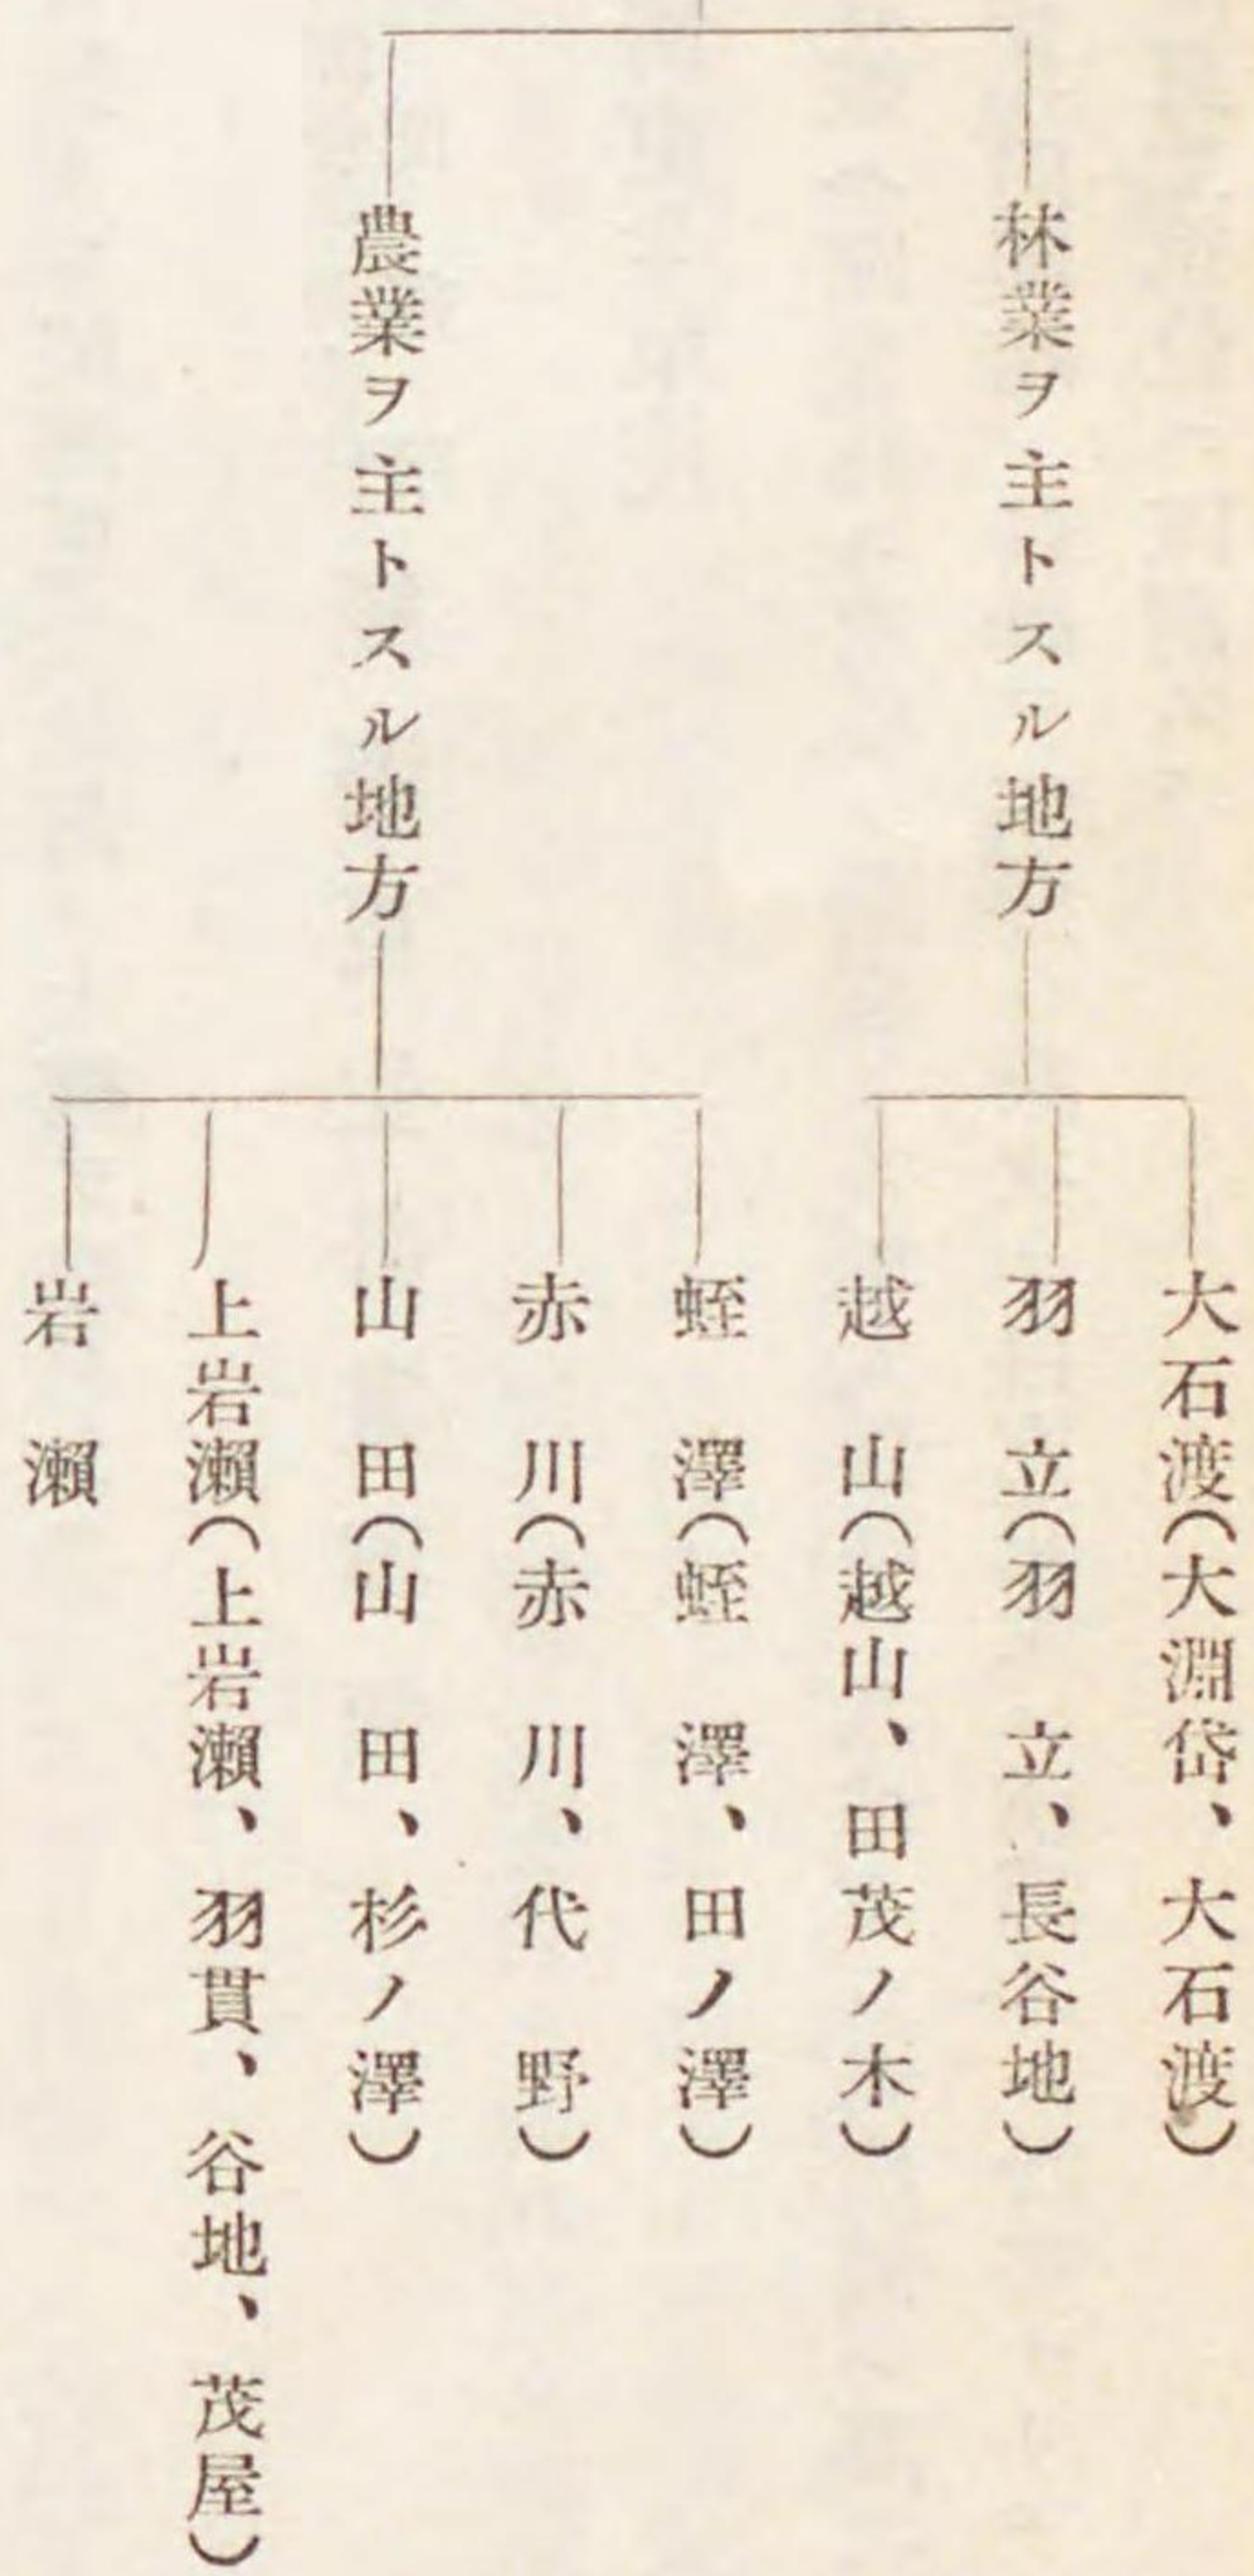 林業ヲ主トスル地方
大石渡(大淵岱、大石渡)
羽立(羽立、長谷地)
越山(越山、田茂ノ木)
農業ヲ主トスル地方
蛭澤(蛭澤、田ノ澤)
赤川(赤川、代野)
山田(山田、杉ノ澤)
上岩瀬(上岩瀬、羽貫、谷地、茂屋)
岩瀬